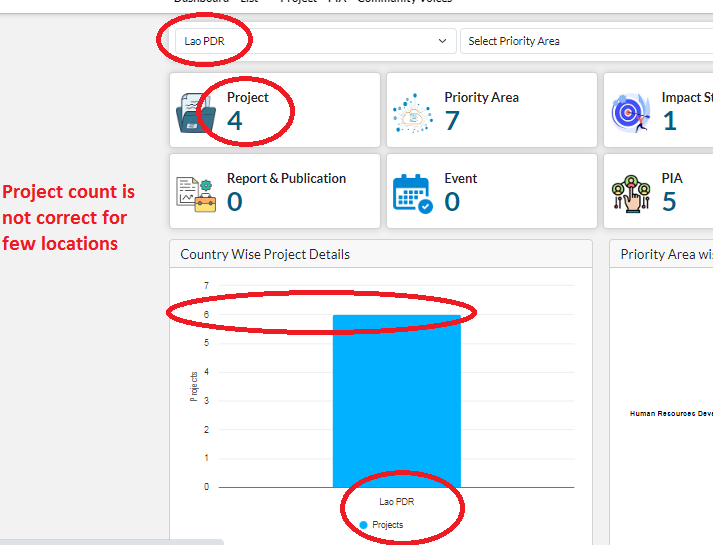 Dashboard List Project PIA Community Voices
Lao PDR
Select Priority Area
Project
4
Priority Area
7
Impact St
1
Report & Publication
0
Event
0
PIA
5
Project count is
not correct for
few locations
Country Wise Project Details
Priority Area wi
7
6
5
4
3
2
1
0
Projects
Lao PDR
Projects
Human Resources Deve